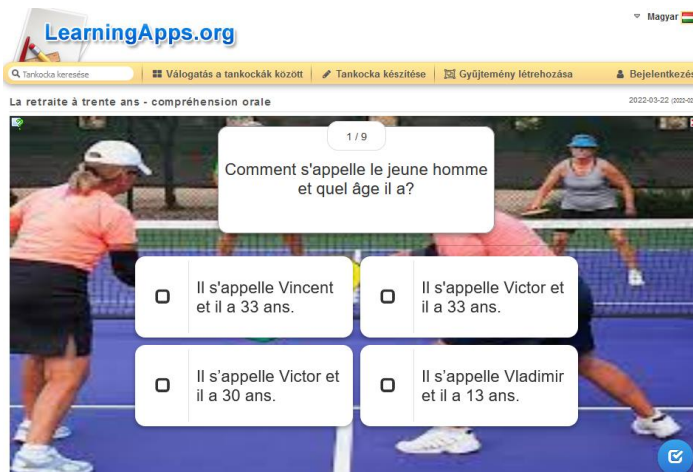 Magyar
LearningApps.org
Tankocka keresése
Válogatás a tankockák között
Tankocka készítése
Gyűjtemény létrehozása
Bejelentkezés
La retraite à trente ans - compréhension orale
2022-03-22
1 / 9
Comment s'appelle le jeune homme
et quel âge il a?
Il s'appelle Vincent
et il a 33 ans.
Il s'appelle Victor et
il a 33 ans.
Il s’appelle Victor et
il a 30 ans.
Il s’appelle Vladimir
et il a 13 ans.